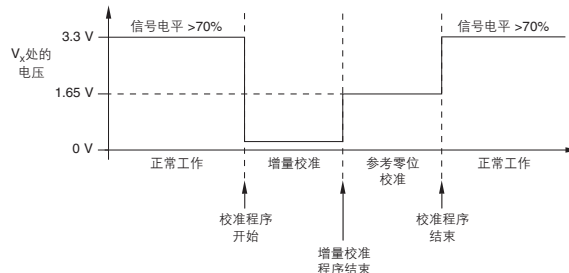 信号电平 >70%
信号电平 >70%
3.3 V
Vx处的
电压
1.65 V
0 V
正常工作
增量校准
参考零位
校准
正常工作
校准程序
开始
增量校准
程序结束
校准程序
结束